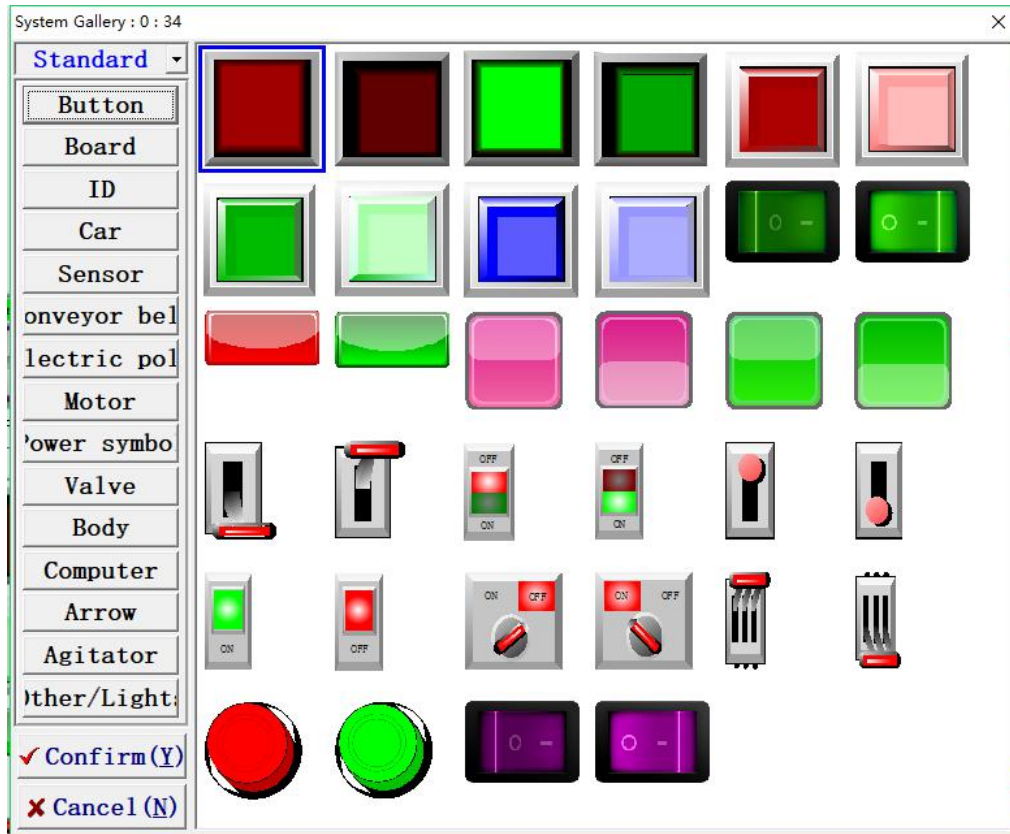 System Gallery : 0 : 34
Standard
Button
Board
ID
Car
Sensor
onveyor bel
lectric pol
Motor
ower symbo
Valve
Body
Computer
Arrow
Agitator
ther/Light
Confirm(Y)
Cancel(N)
O -
O -
OFF
ON
OFF
ON
ON
OFF
ON OFF
ON OFF
O -
O -